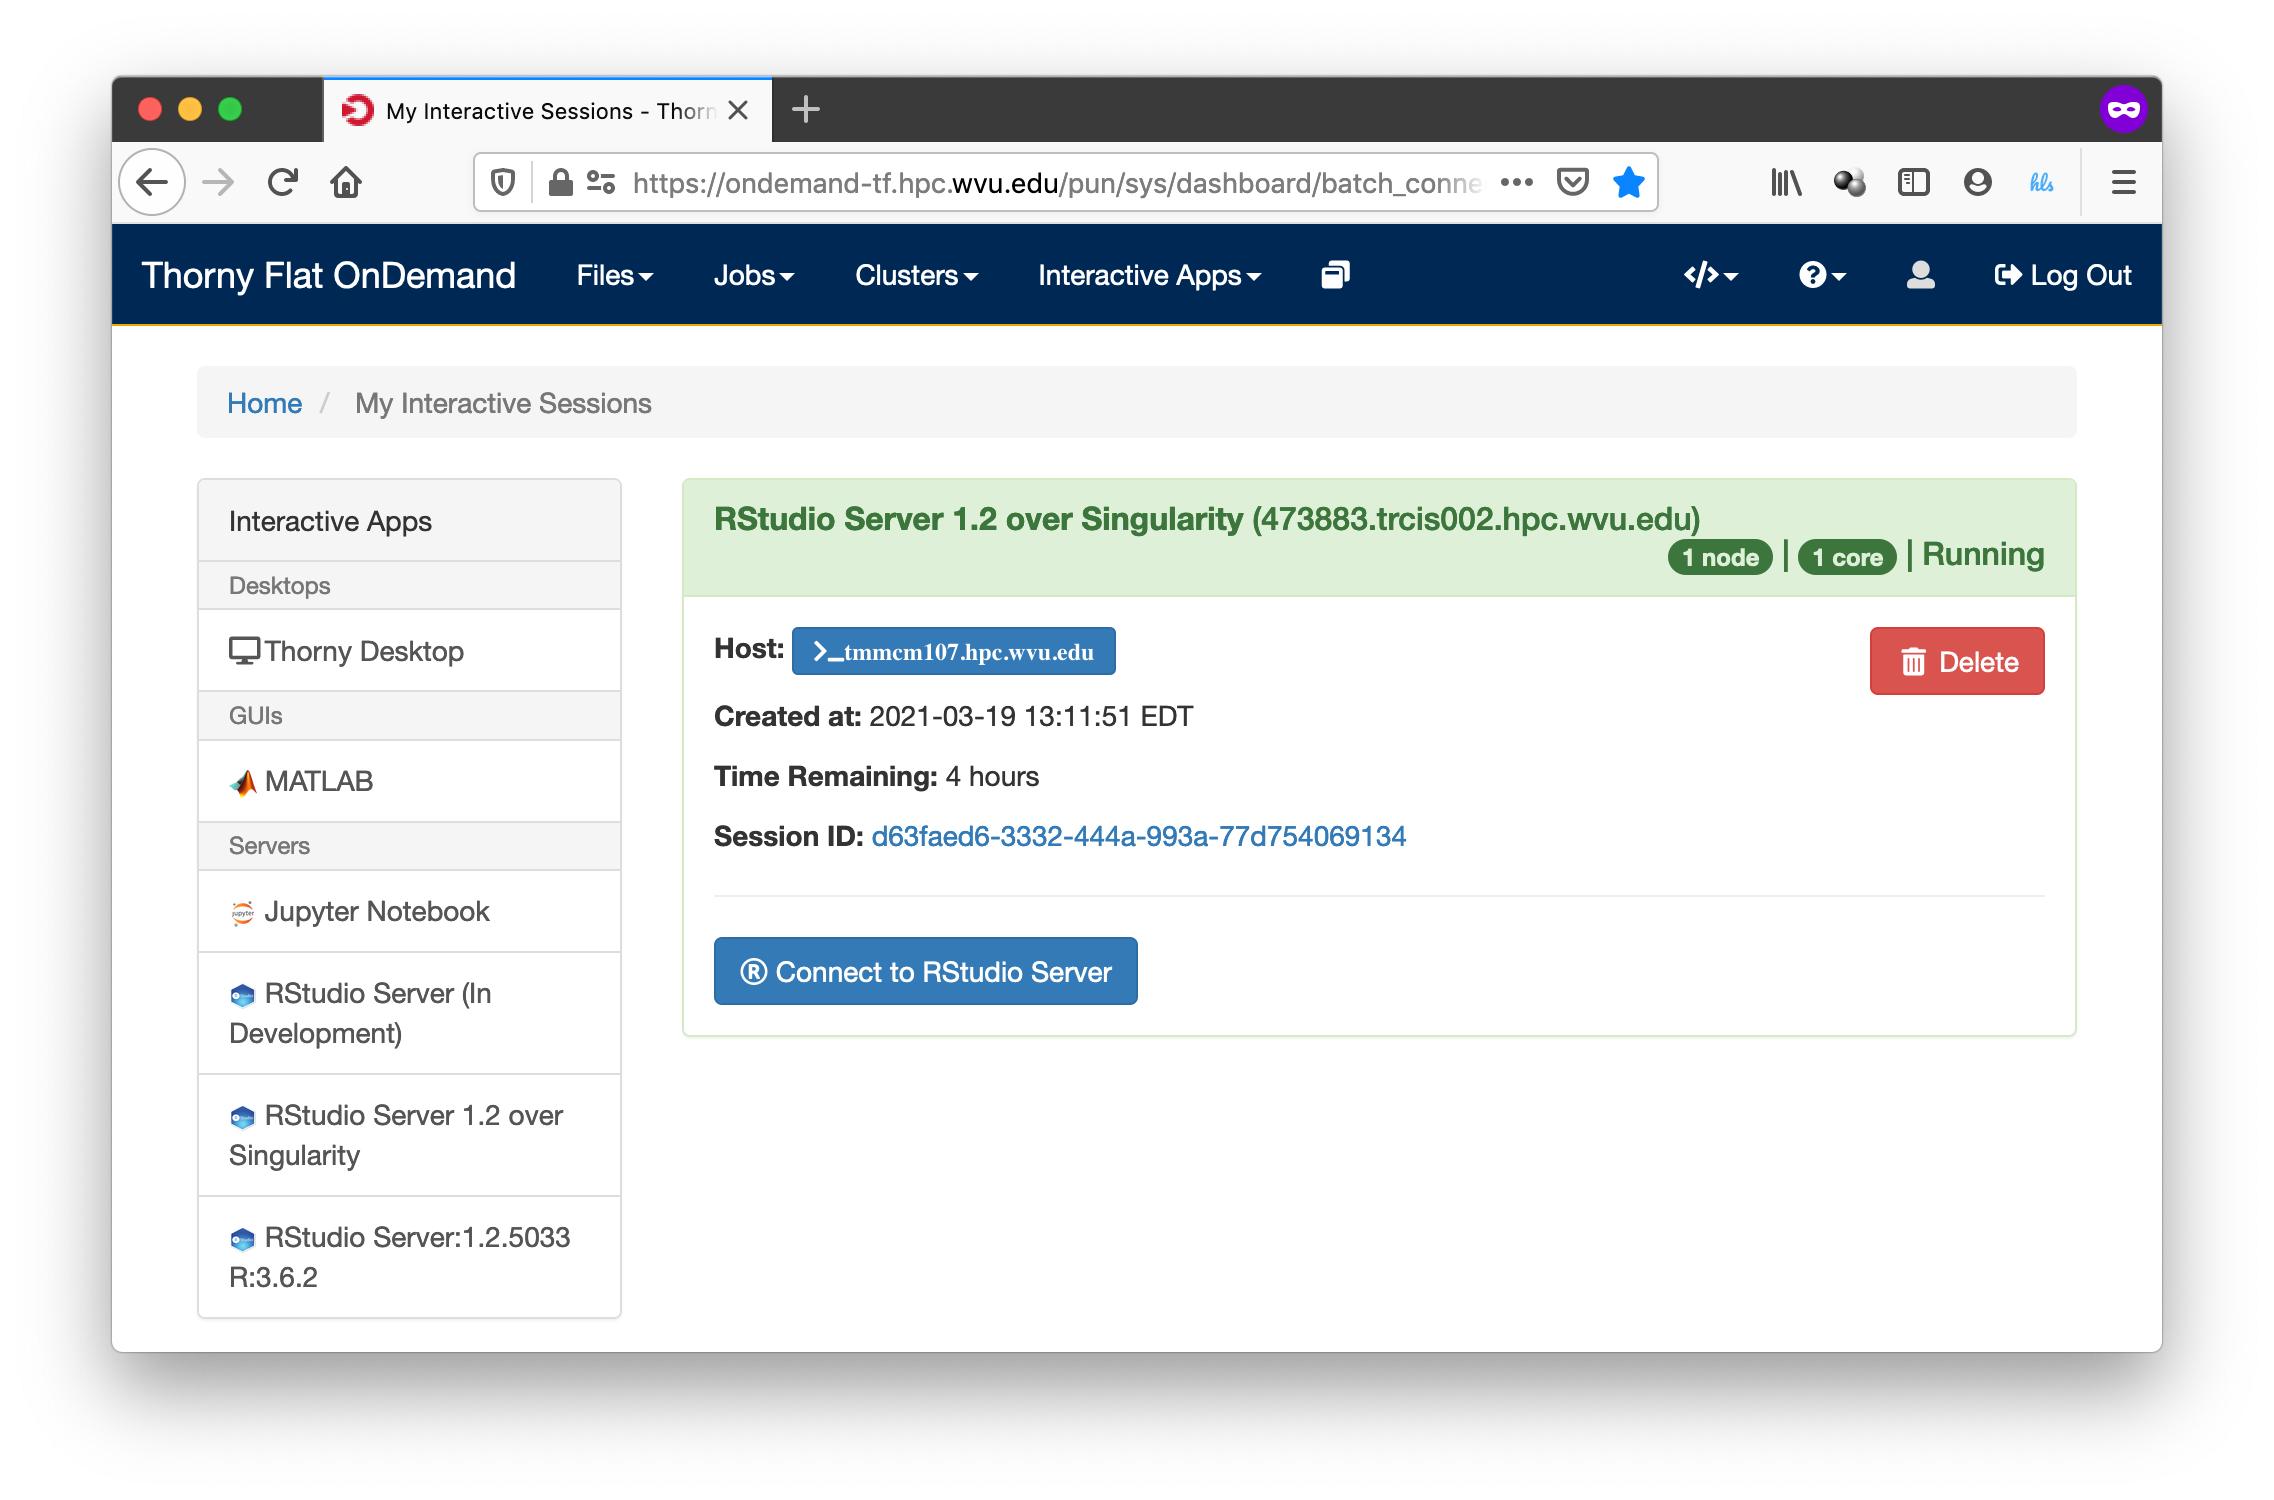 My Interactive Sessions - Thorn
https://ondemand-tf.hpc.wvu.edu/pun/sys/dashboard/batch_conne
hls
Thorny Flat OnDemand Files Jobs Clusters Interactive Apps </> Log Out
Home / My Interactive Sessions
Interactive Apps
Desktops
Thorny Desktop
GUIs
MATLAB
Servers
Jupyter Notebook
RStudio Server (In
Development)
RStudio Server 1.2 over
Singularity
RStudio Server:1.2.5033
R:3.6.2
RStudio Server 1.2 over Singularity (473883.trcis002.hpc.wvu.edu)
1 node | 1 core | Running
Host: >_tmmcm107.hpc.wvu.edu
Delete
Created at: 2021-03-19 13:11:51 EDT
Time Remaining: 4 hours
Session ID: d63faed6-3332-444a-993a-77d754069134
® Connect to RStudio Server